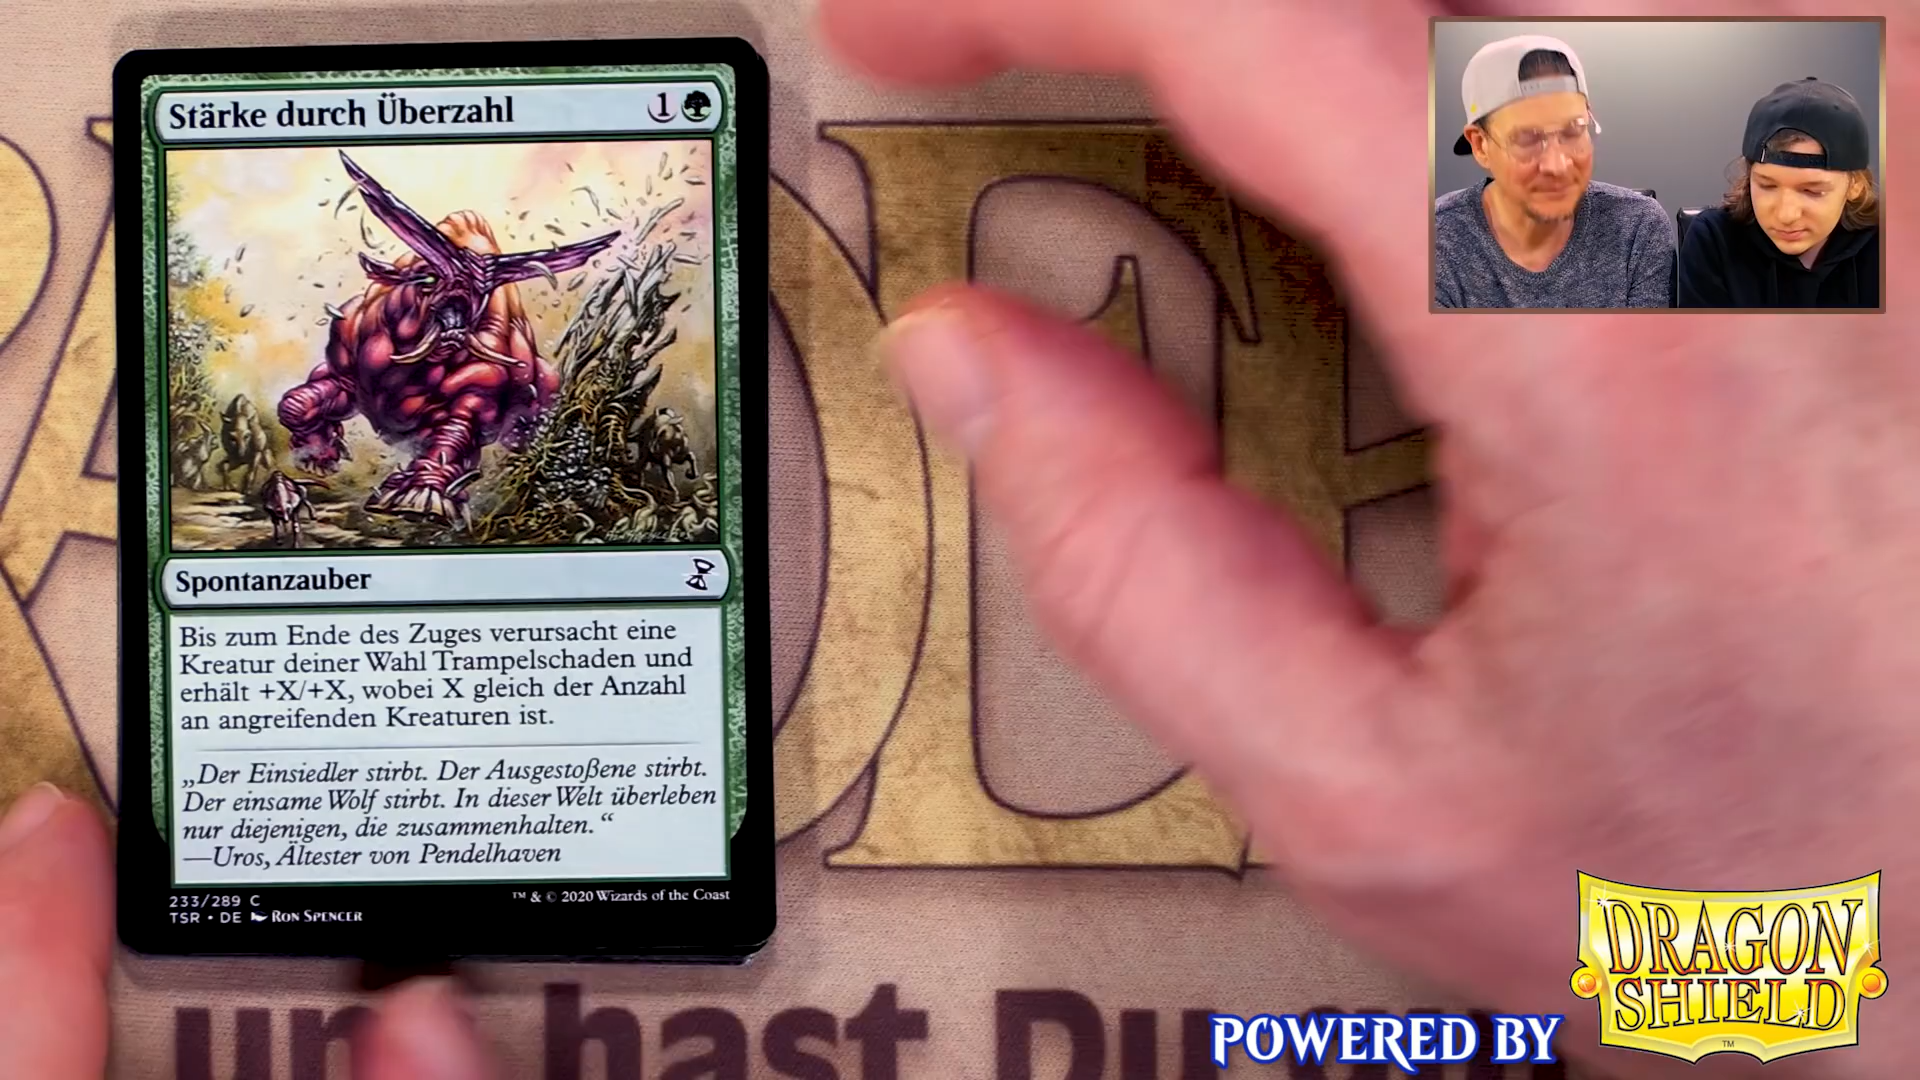 Stärke durch Überzahl 1
Spontanzauber
Bis zum Ende des Zuges verursacht eine
Kreatur deiner Wahl Trampelschaden und
erhält +X/+X, wobei X gleich der Anzahl
an angreifenden Kreaturen ist.
„Der Einsiedler stirbt. Der Ausgestoßene stirbt.
Der einsame Wolf stirbt. In dieser Welt überleben
nur diejenigen, die zusammenhalten.“
—Uros, Ältester von Pendelhaven
233/289 C
TSR • DE Ron Spencer
™ & © 2020 Wizards of the Coast
hast Du
POWERED BY
DRAGON
SHIELD
™